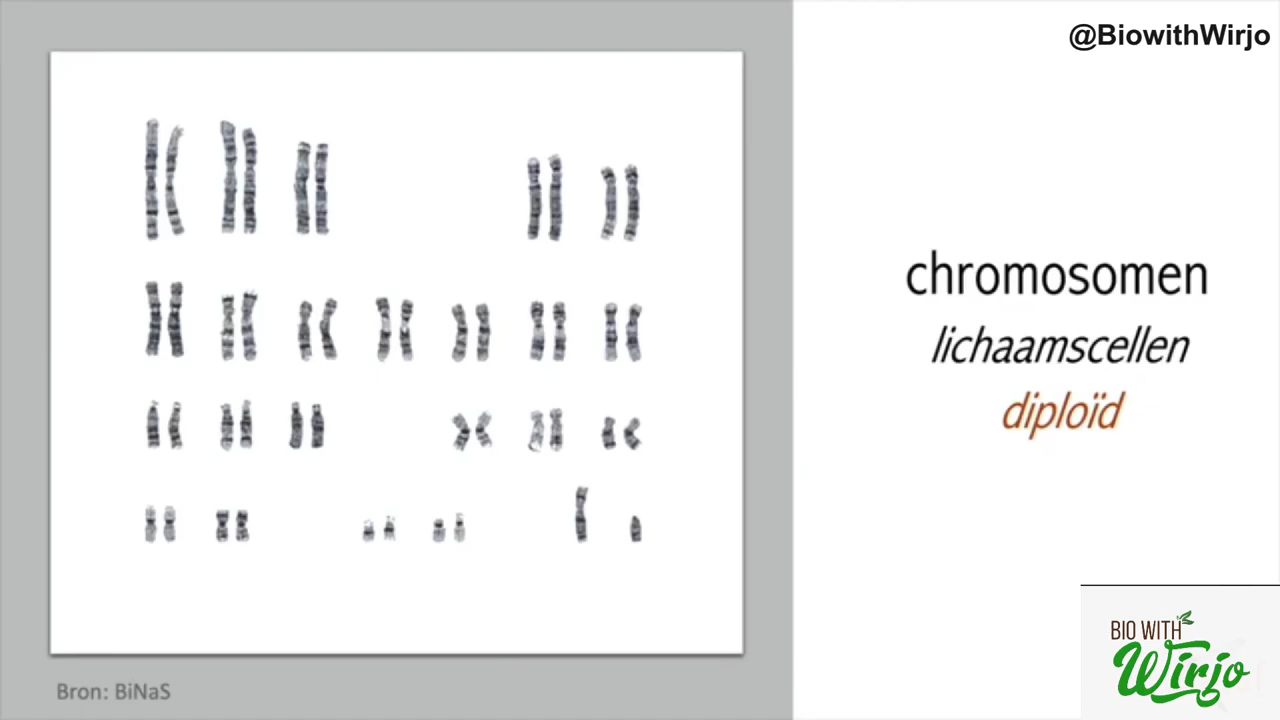 @BiowithWirjo
chromosomen
lichaamscellen
diploïd
BIO WITH
Wirjo
Bron: BiNaS